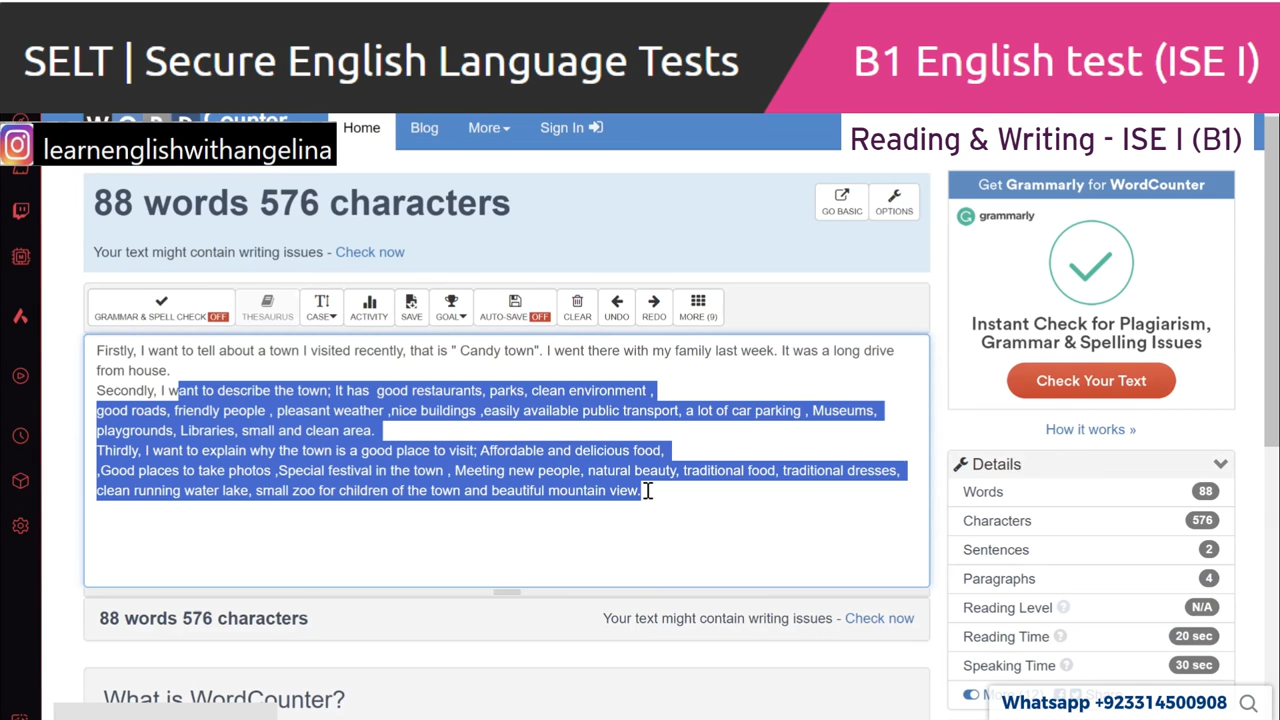 SELT | Secure English Language Tests
B1 English test (ISE I)
learnenglishwithangelina
Home
Blog
More
Sign In
Reading & Writing - ISE I (B1)
88 words 576 characters
GO BASIC
OPTIONS
Your text might contain writing issues - Check now
GRAMMAR & SPELL CHECK OFF
THESAURUS
CASE
ACTIVITY
SAVE
GOAL
AUTO-SAVE OFF
CLEAR
UNDO
REDO
MORE (9)
Firstly, I want to tell about a town I visited recently, that is " Candy town". I went there with my family last week. It was a long drive
from house.
Secondly, I want to describe the town; It has  good restaurants, parks, clean environment ,
good roads, friendly people , pleasant weather ,nice buildings ,easily available public transport, a lot of car parking , Museums,
playgrounds, Libraries, small and clean area.
Thirdly, I want to explain why the town is a good place to visit; Affordable and delicious food,
,Good places to take photos ,Special festival in the town , Meeting new people, natural beauty, traditional food, traditional dresses,
clean running water lake, small zoo for children of the town and beautiful mountain view.
88 words 576 characters
Your text might contain writing issues - Check now
What is WordCounter?
Get Grammarly for WordCounter
grammarly
Instant Check for Plagiarism,
Grammar & Spelling Issues
Check Your Text
How it works »
Details
Words 88
Characters 576
Sentences 2
Paragraphs 4
Reading Level ? N/A
Reading Time ? 20 sec
Speaking Time ? 30 sec
Whatsapp +923314500908